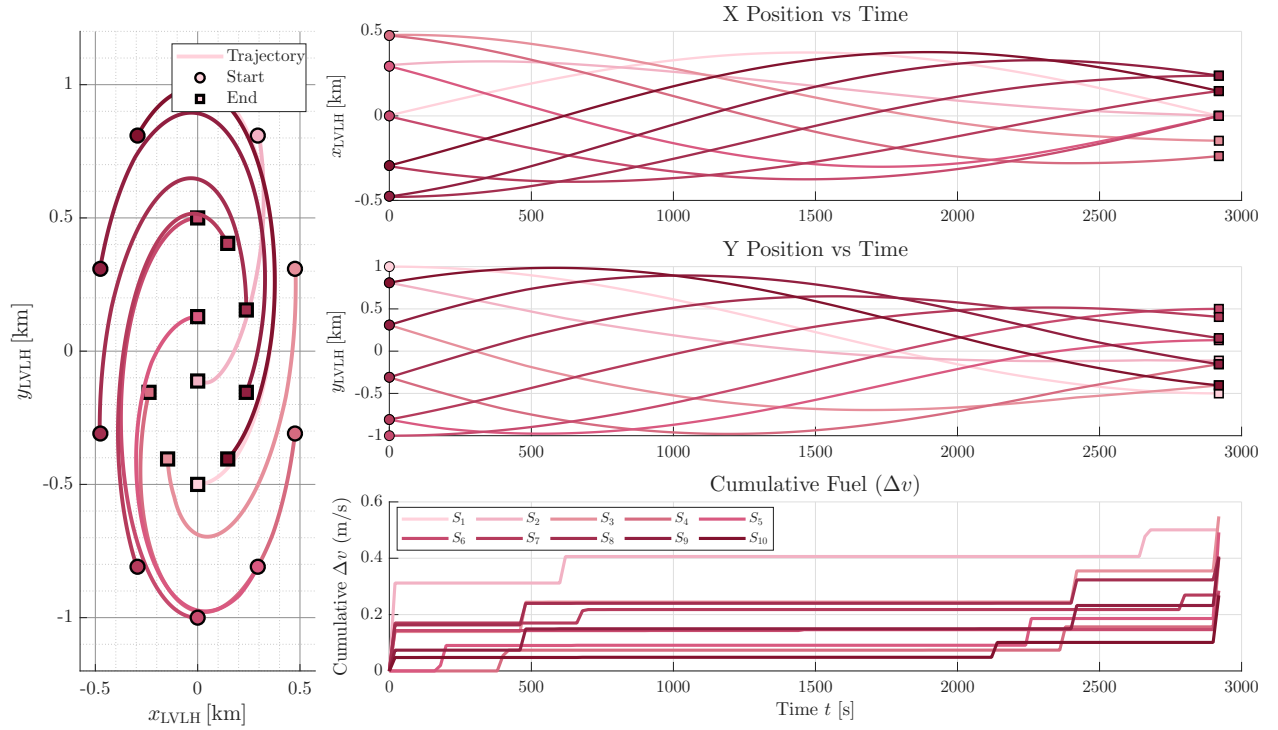 Trajectory
Start
End
1
0.5
0
-0.5
-1
y_LVLH [km]
-0.5
0
0.5
x_LVLH [km]
X Position vs Time
0.5
0
-0.5
x_LVLH [km]
0
500
1000
1500
2000
2500
3000
Y Position vs Time
1
0.5
0
-0.5
-1
y_LVLH [km]
0
500
1000
1500
2000
2500
3000
Cumulative Fuel (Δv)
0.6
0.4
0.2
0
Cumulative Δv (m/s)
S_1 S_2 S_3 S_4 S_5
S_6 S_7 S_8 S_9 S_10
0
500
1000
1500
2000
2500
3000
Time t [s]